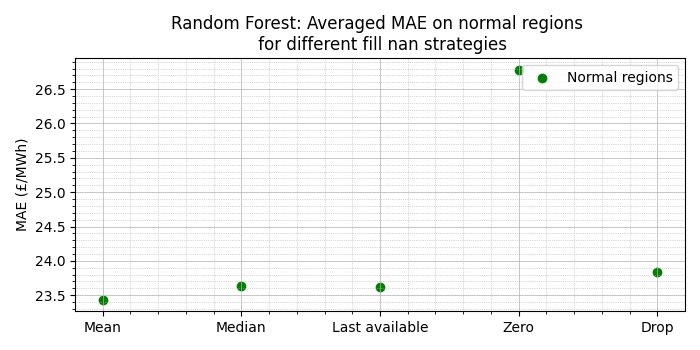 Random Forest: Averaged MAE on normal regions
for different fill nan strategies
Normal regions
MAE (£/MWh)
26.5
26.0
25.5
25.0
24.5
24.0
23.5
Mean Median Last available Zero Drop